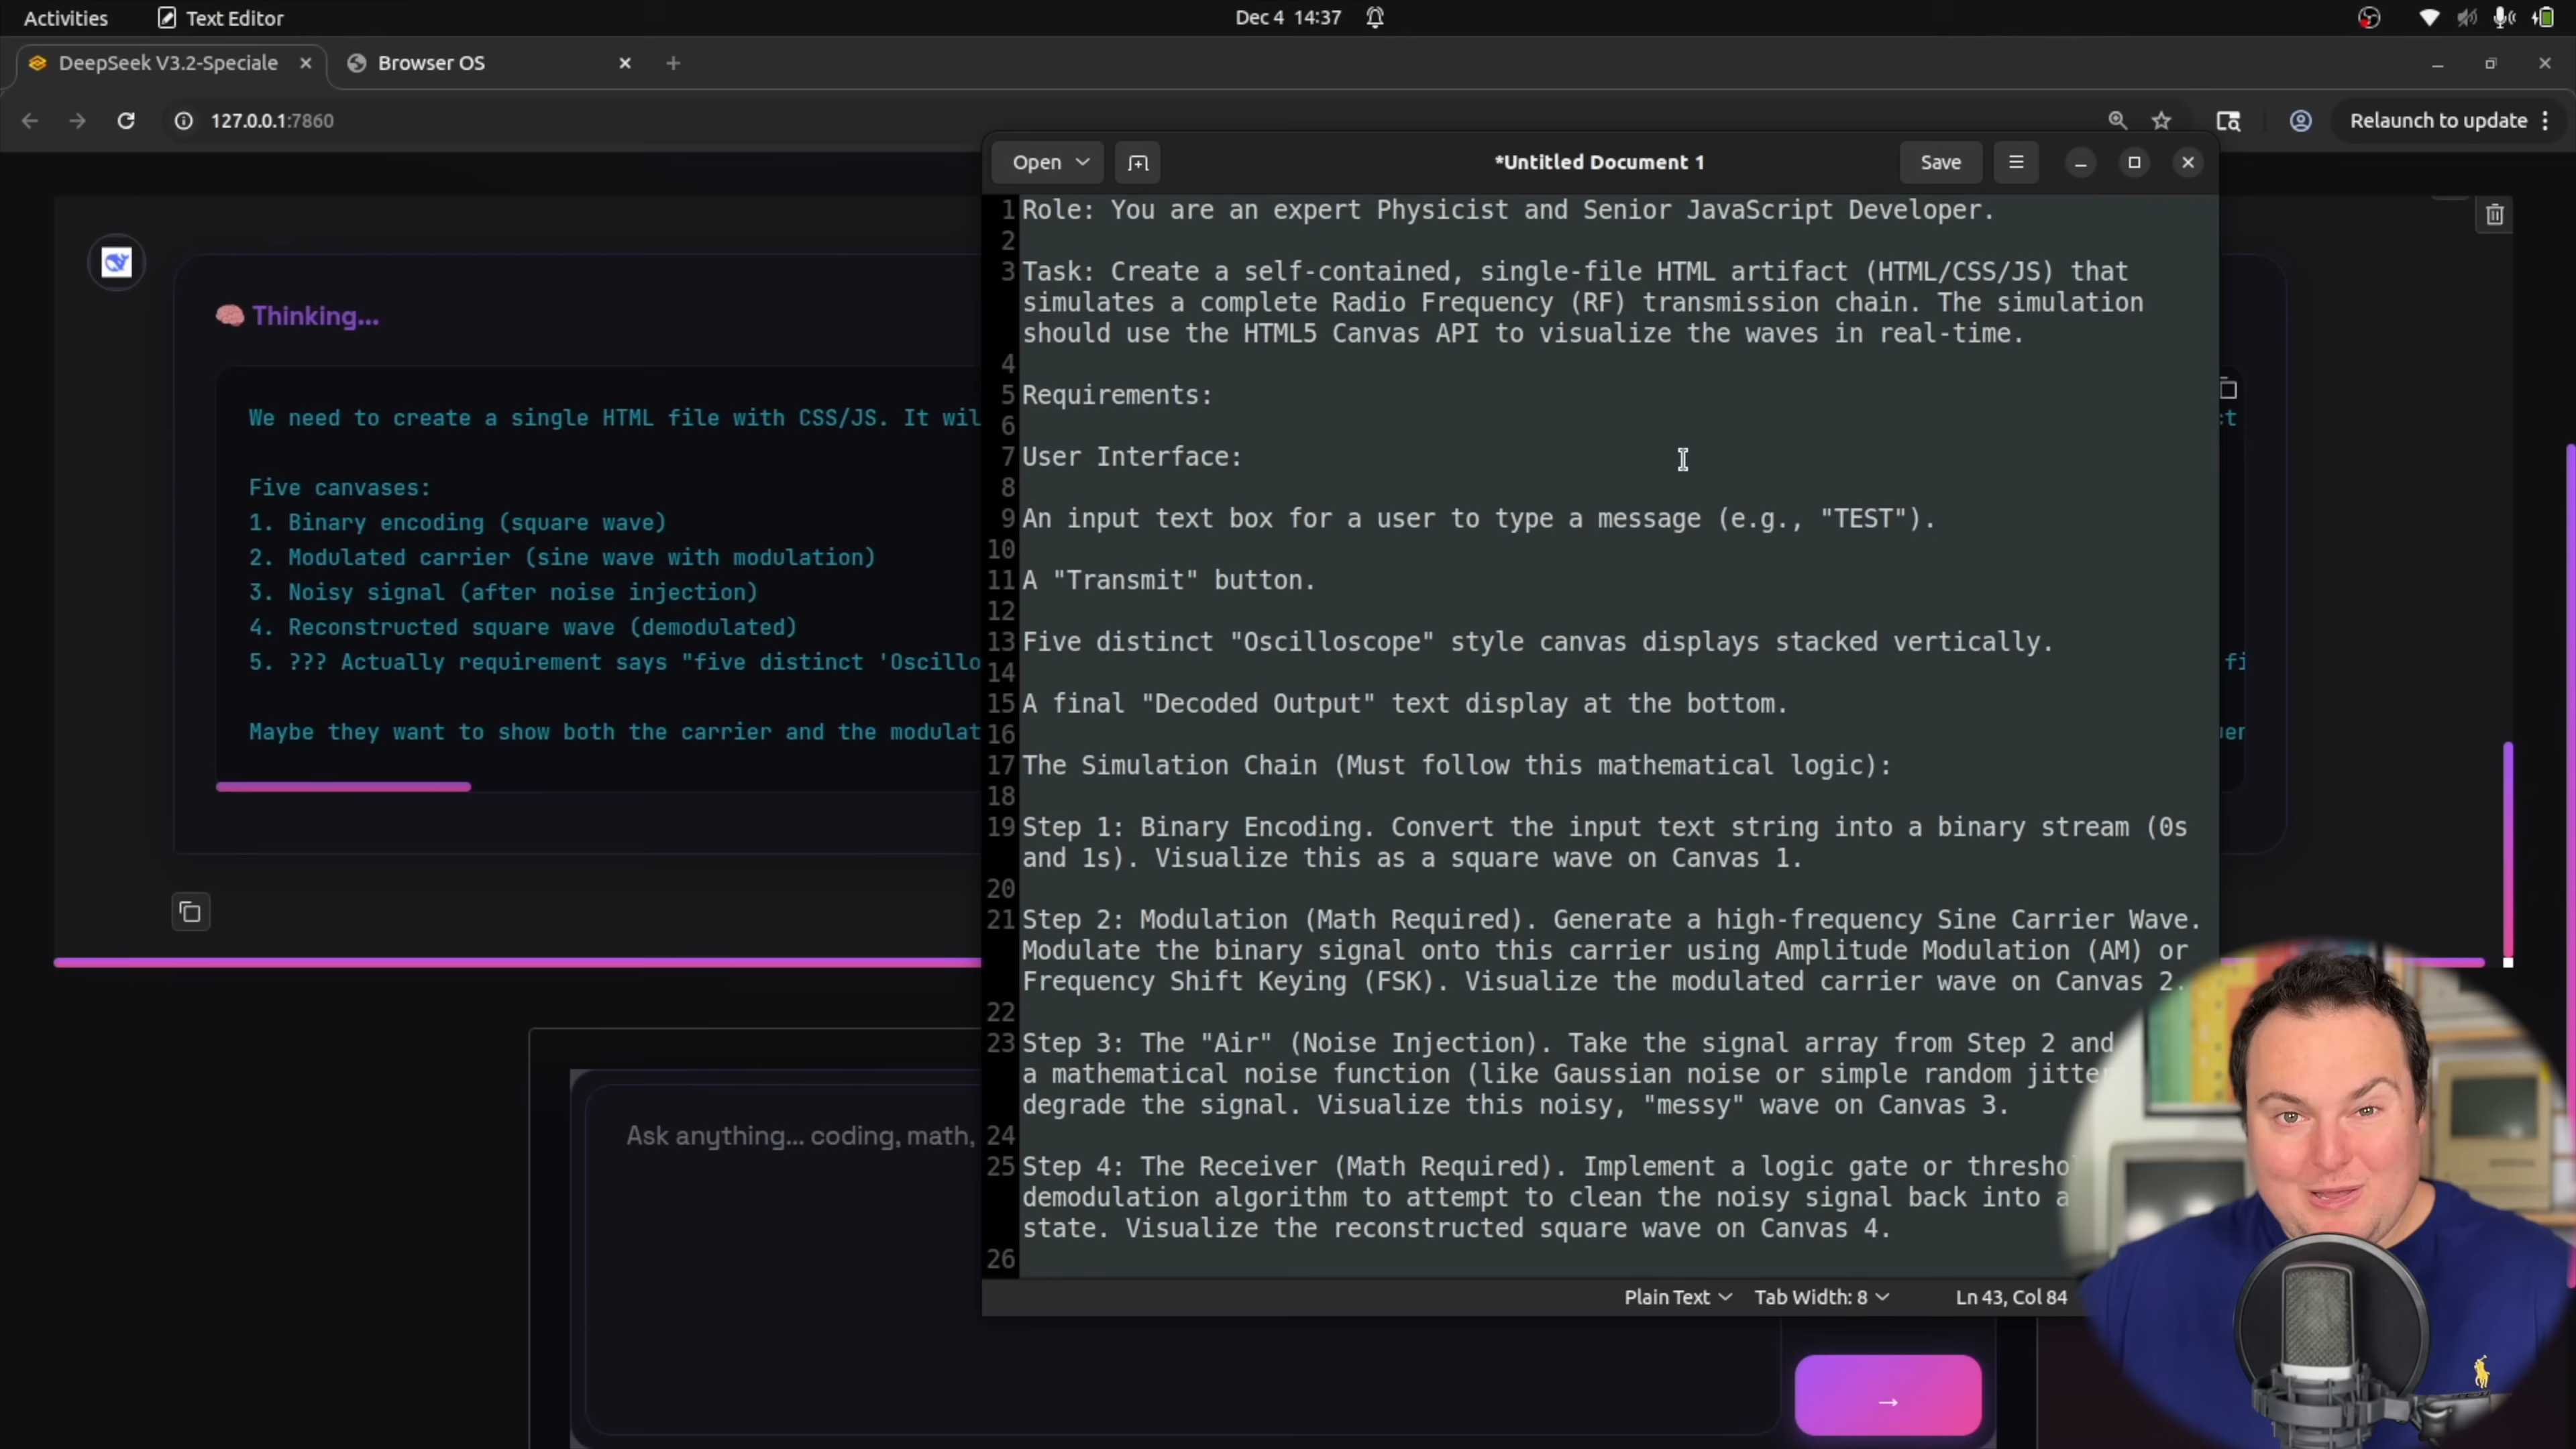 Activities
Text Editor
Dec 4 14:37
DeepSeek V3.2-Speciale
Browser OS
127.0.0.1:7860
Relaunch to update
Open
*Untitled Document 1
Save
🧠 Thinking...
We need to create a single HTML file with CSS/JS. It wil
ct
Five canvases:
1. Binary encoding (square wave)
2. Modulated carrier (sine wave with modulation)
3. Noisy signal (after noise injection)
4. Reconstructed square wave (demodulated)
5. ??? Actually requirement says "five distinct 'Oscillo
fi
Maybe they want to show both the carrier and the modulat
Ask anything... coding, math,
→
1 Role: You are an expert Physicist and Senior JavaScript Developer.
2
3 Task: Create a self-contained, single-file HTML artifact (HTML/CSS/JS) that
simulates a complete Radio Frequency (RF) transmission chain. The simulation
should use the HTML5 Canvas API to visualize the waves in real-time.
4
5 Requirements:
6
7 User Interface:
8
9 An input text box for a user to type a message (e.g., "TEST").
10
11 A "Transmit" button.
12
13 Five distinct "Oscilloscope" style canvas displays stacked vertically.
14
15 A final "Decoded Output" text display at the bottom.
16
17 The Simulation Chain (Must follow this mathematical logic):
18
19 Step 1: Binary Encoding. Convert the input text string into a binary stream (0s
and 1s). Visualize this as a square wave on Canvas 1.
20
21 Step 2: Modulation (Math Required). Generate a high-frequency Sine Carrier Wave.
Modulate the binary signal onto this carrier using Amplitude Modulation (AM) or
Frequency Shift Keying (FSK). Visualize the modulated carrier wave on Canvas 2.
22
23 Step 3: The "Air" (Noise Injection). Take the signal array from Step 2 and
a mathematical noise function (like Gaussian noise or simple random jitter
degrade the signal. Visualize this noisy, "messy" wave on Canvas 3.
24
25 Step 4: The Receiver (Math Required). Implement a logic gate or thresho
demodulation algorithm to attempt to clean the noisy signal back into a
state. Visualize the reconstructed square wave on Canvas 4.
26
Plain Text
Tab Width: 8
Ln 43, Col 84